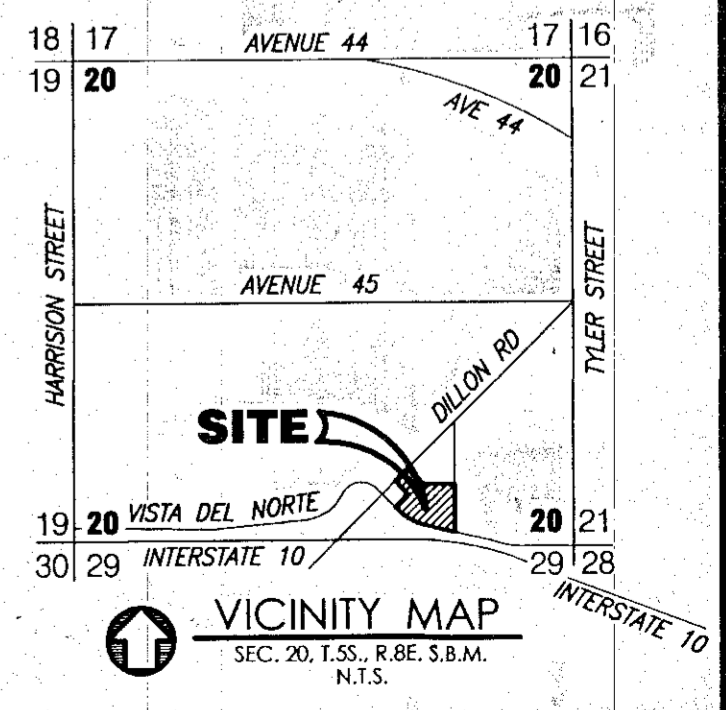 18 17
AVENUE 44
17 16
19 20
20 21
AVE 44
HARRISION STREET
AVENUE 45
TYLER STREET
DILLON RD
SITE
19 20
VISTA DEL NORTE
20 21
30 29
INTERSTATE 10
29 28
INTERSTATE 10
VICINITY MAP
SEC. 20, T.5S., R.8E. S.B.M.
N.T.S.